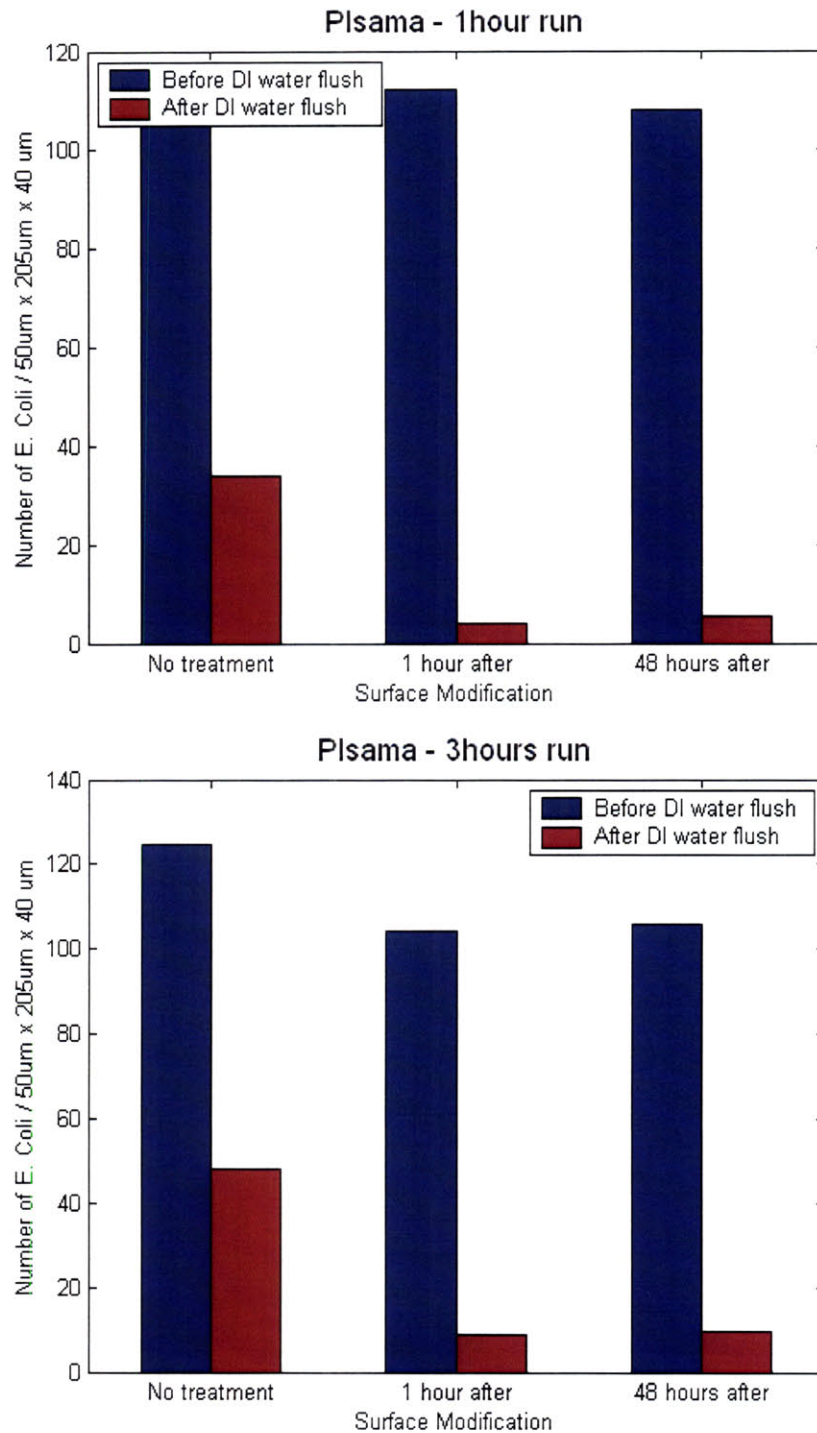 Plsama - 1hour run
120
100
80
60
40
20
0
Number of E. Coli / 50um x 205um x 40 um
Before DI water flush
After DI water flush
No treatment 1 hour after 48 hours after
Surface Modification
Plsama - 3hours run
140
120
100
80
60
40
20
0
Number of E. Coli / 50um x 205um x 40 um
Before DI water flush
After DI water flush
No treatment 1 hour after 48 hours after
Surface Modification